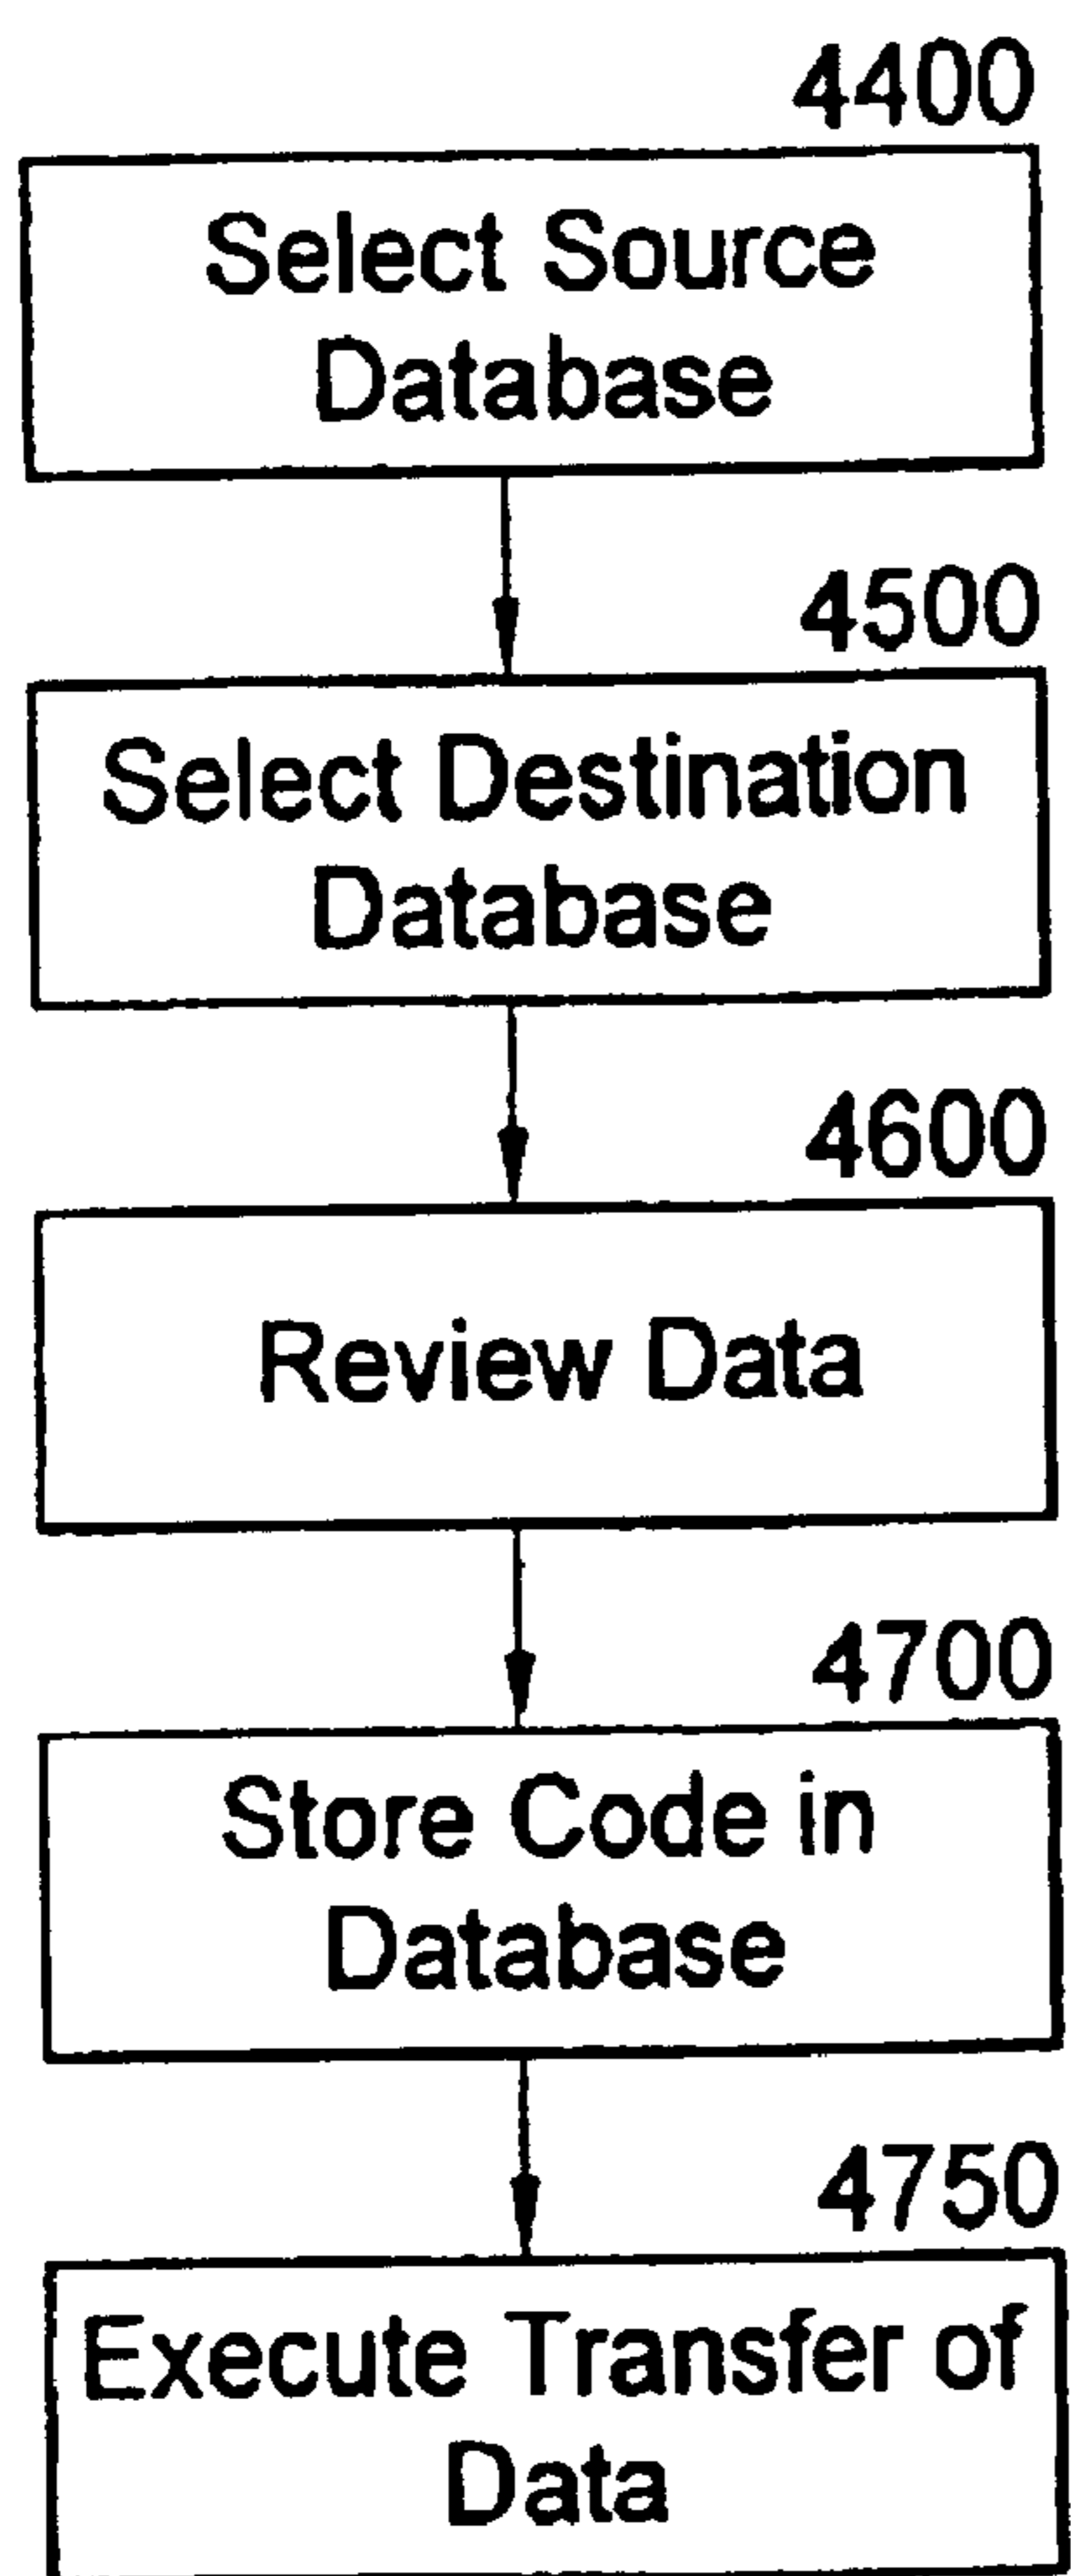 4400
Select Source
Database
4500
Select Destination
Database
4600
Review Data
4700
Store Code in
Database
4750
Execute Transfer of
Data